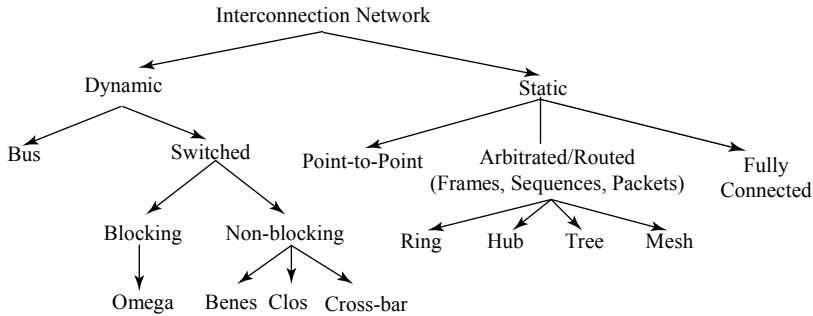 Interconnection Network
Dynamic
Static
Bus
Switched
Point-to-Point
Arbitrated/Routed
(Frames, Sequences, Packets)
Fully
Connected
Blocking
Non-blocking
Ring
Hub
Tree
Mesh
Omega
Benes
Clos
Cross-bar